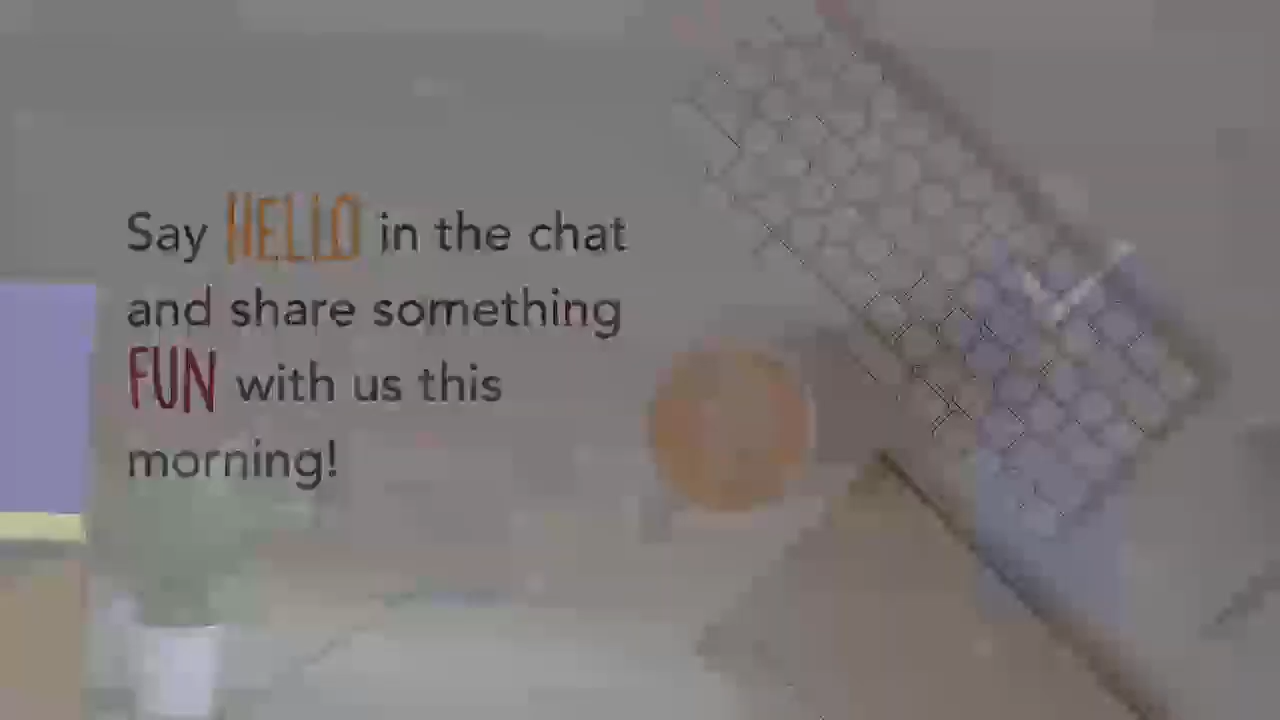 Say HELLO in the chat
and share something
FUN with us this
morning!